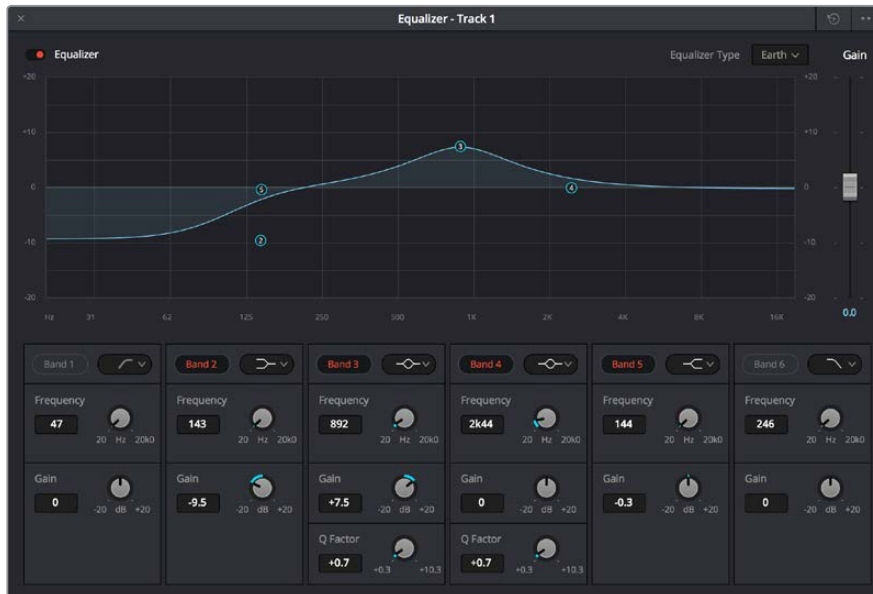 Equalizer - Track 1
Equalizer
Equalizer Type Earth Gain
+20 +20
+10 +10
0 0
-10 -10
-20 -20
Hz 31 62 125 250 500 1K 2K 4K 8K 16K 0.0
5 3 4 2
Band 1 Band 2 Band 3 Band 4 Band 5 Band 6
Frequency Frequency Frequency Frequency Frequency Frequency
47 143 892 2k44 144 246
20 Hz 20k0 20 Hz 20k0 20 Hz 20k0 20 Hz 20k0 20 Hz 20k0 20 Hz 20k0
Gain Gain Gain Gain Gain Gain
0 -9.5 +7.5 0 -0.3 0
-20 dB +20 -20 dB +20 -20 dB +20 -20 dB +20 -20 dB +20 -20 dB +20
Q Factor Q Factor
+0.7 +0.7
+0.3 +10.3 +0.3 +10.3